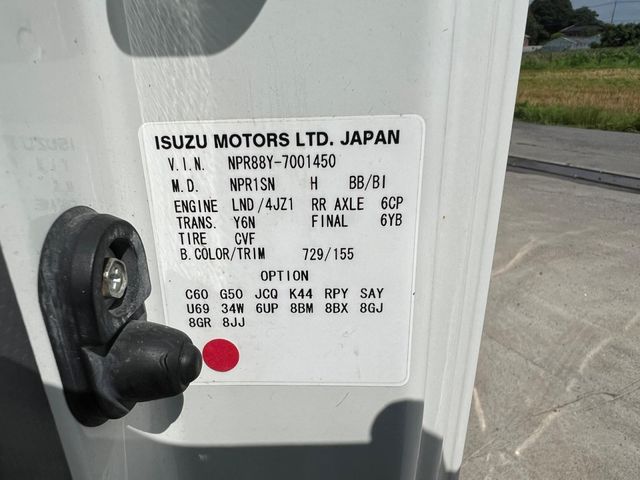 ISUZU MOTORS LTD. JAPAN
V.I.N. NPR88Y-7001450
M.D. NPR1SN H BB/BI
ENGINE LND/4JZ1 RR AXLE 6CP
TRANS. Y6N FINAL 6YB
TIRE CVF
B.COLOR/TRIM 729/155
OPTION
C60 G50 JCQ K44 RPY SAY
U69 34W 6UP 8BM 8BX 8GJ
8GR 8JJ